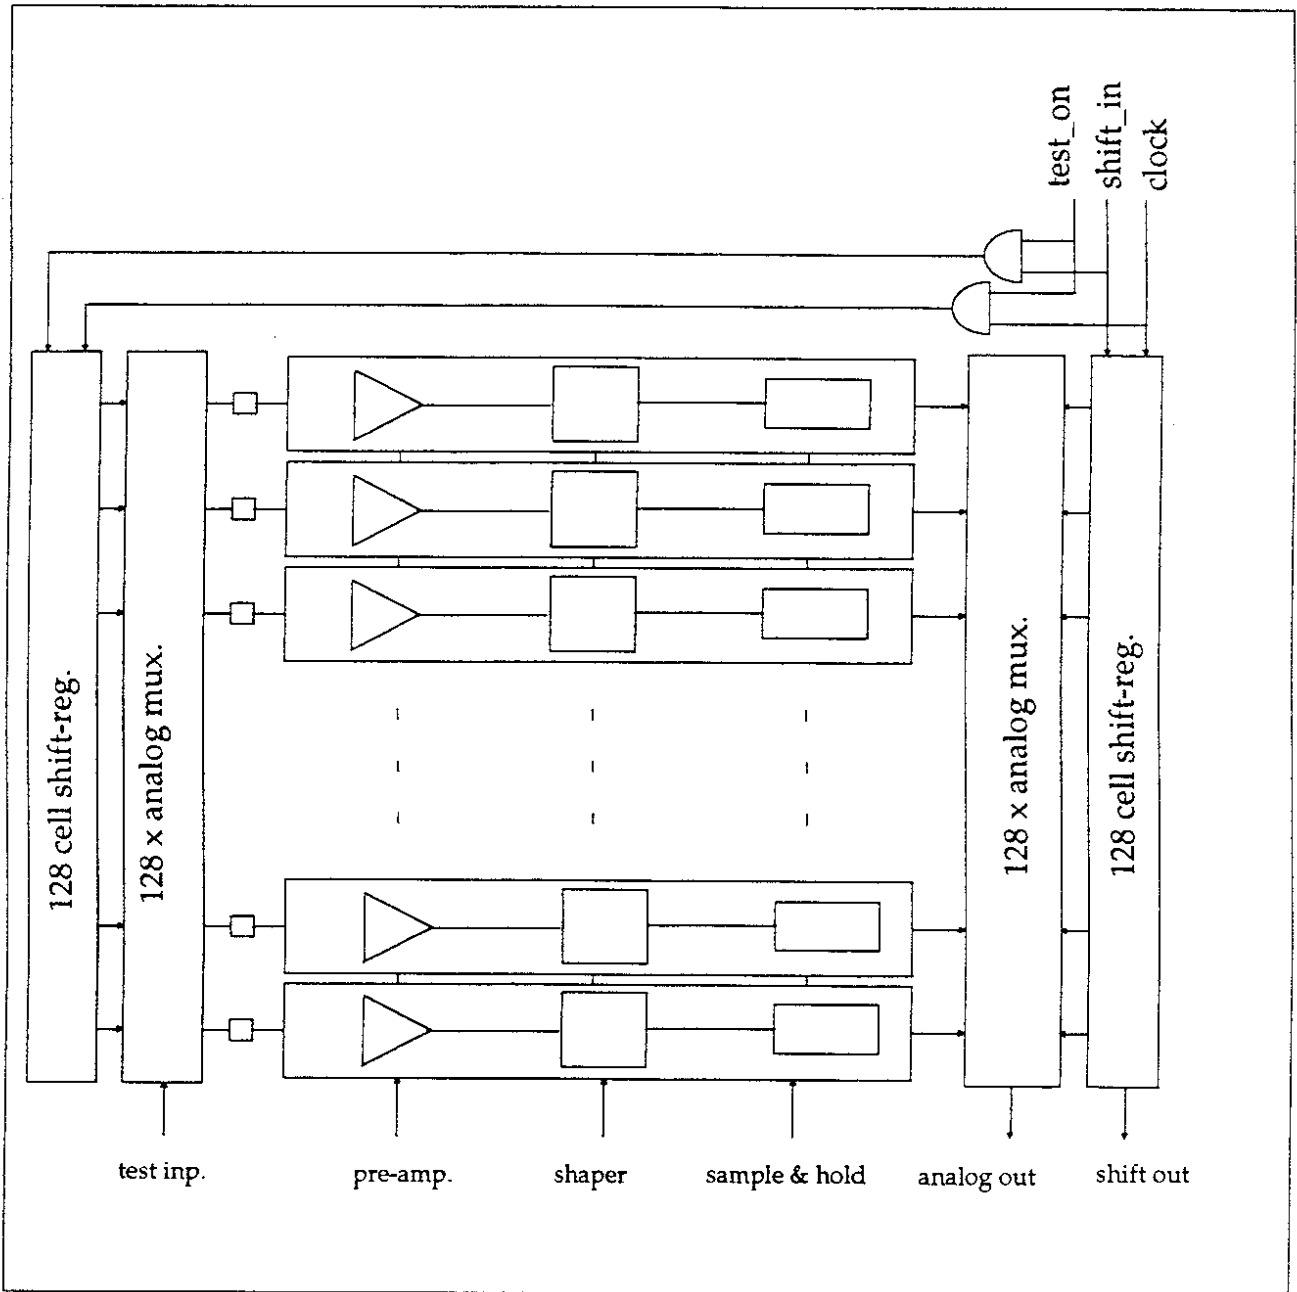 test_on
shift_in
clock
128 cell shift-reg.
128 x analog mux.
128 x analog mux.
128 cell shift-reg.
test inp.
pre-amp.
shaper
sample & hold
analog out
shift out